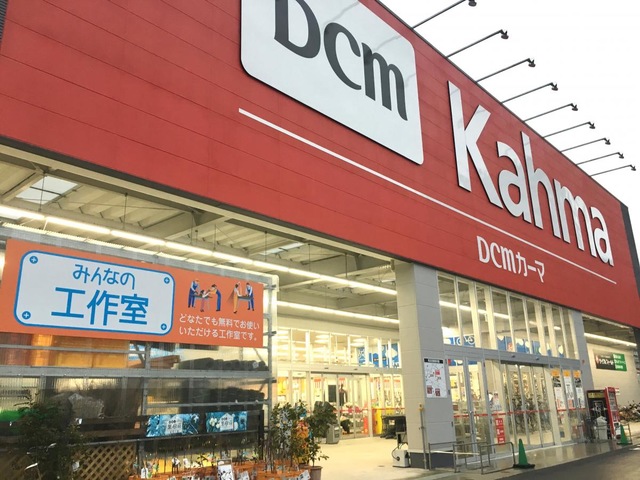 DCM
Kahma
DCMカーマ
みんなの
工作室
どなたでも無料でお使い
いただける工作室です。